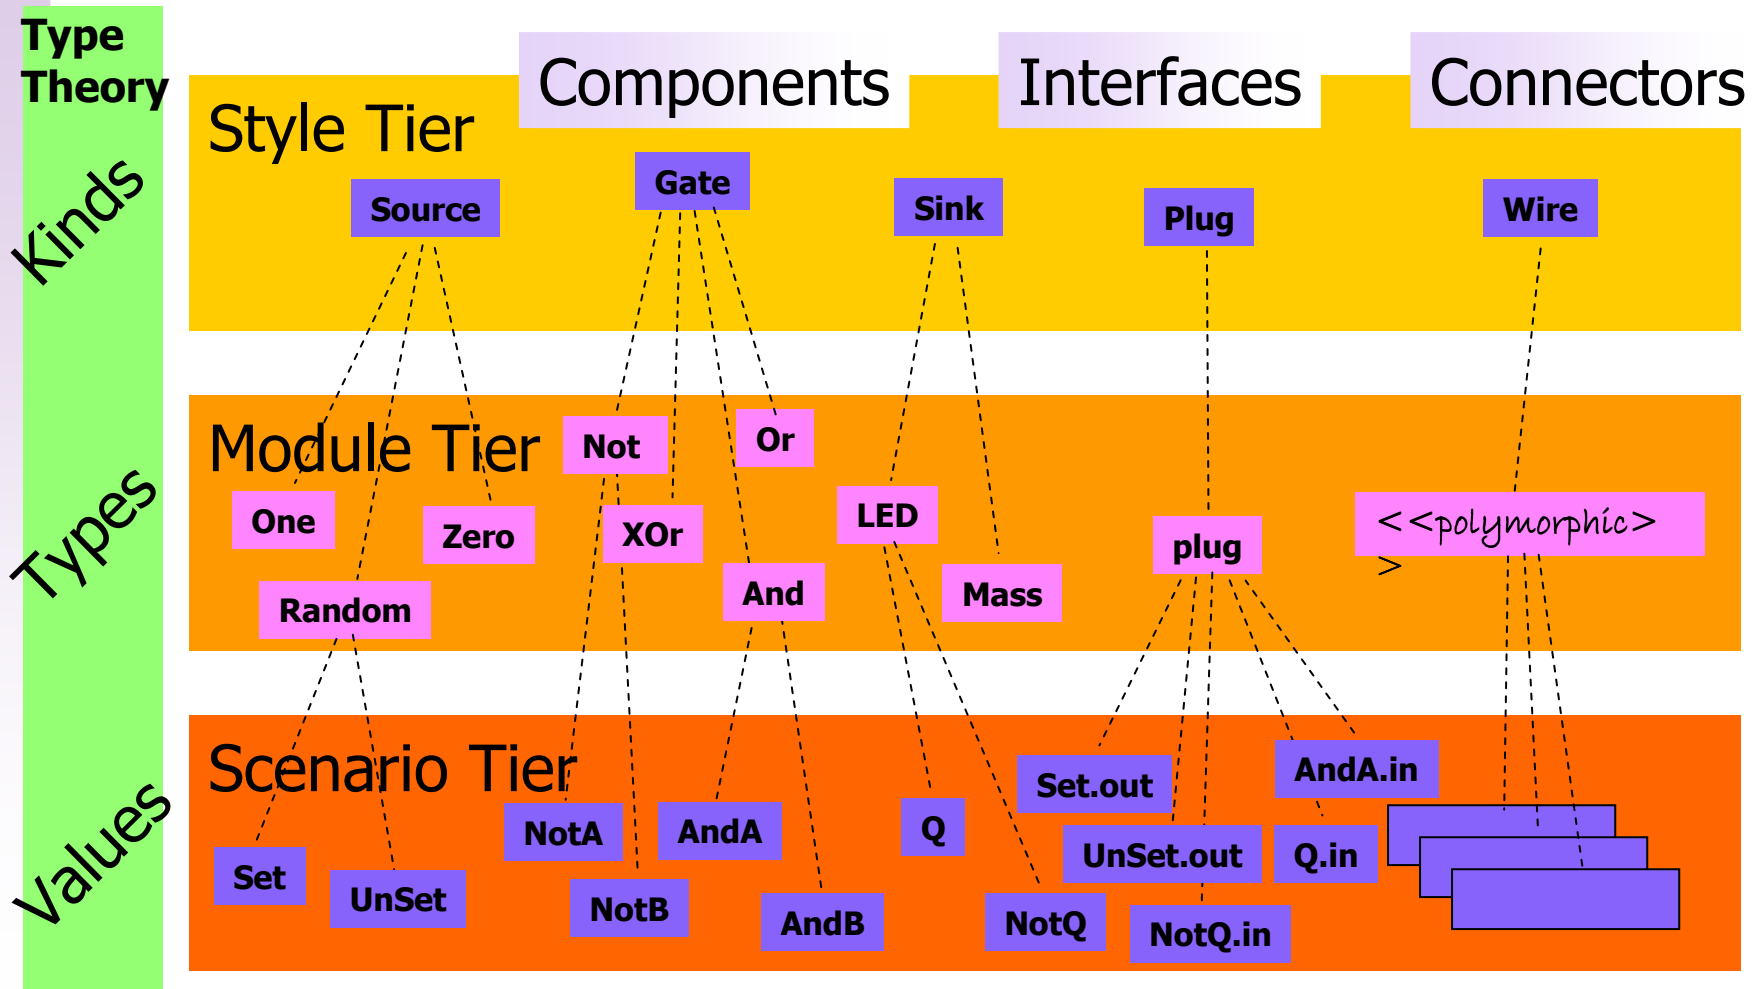 Type
Theory
Components
Interfaces
Connectors
Style Tier
Kinds
Source
Gate
Sink
Plug
Wire
Module Tier
Types
Not
Or
One
Zero
XOr
LED
plug
<<polymorphic>
>
Random
And
Mass
Scenario Tier
Values
Set
UnSet
NotA
NotB
AndA
AndB
Q
NotQ
Set.out
UnSet.out
NotQ.in
AndA.in
Q.in